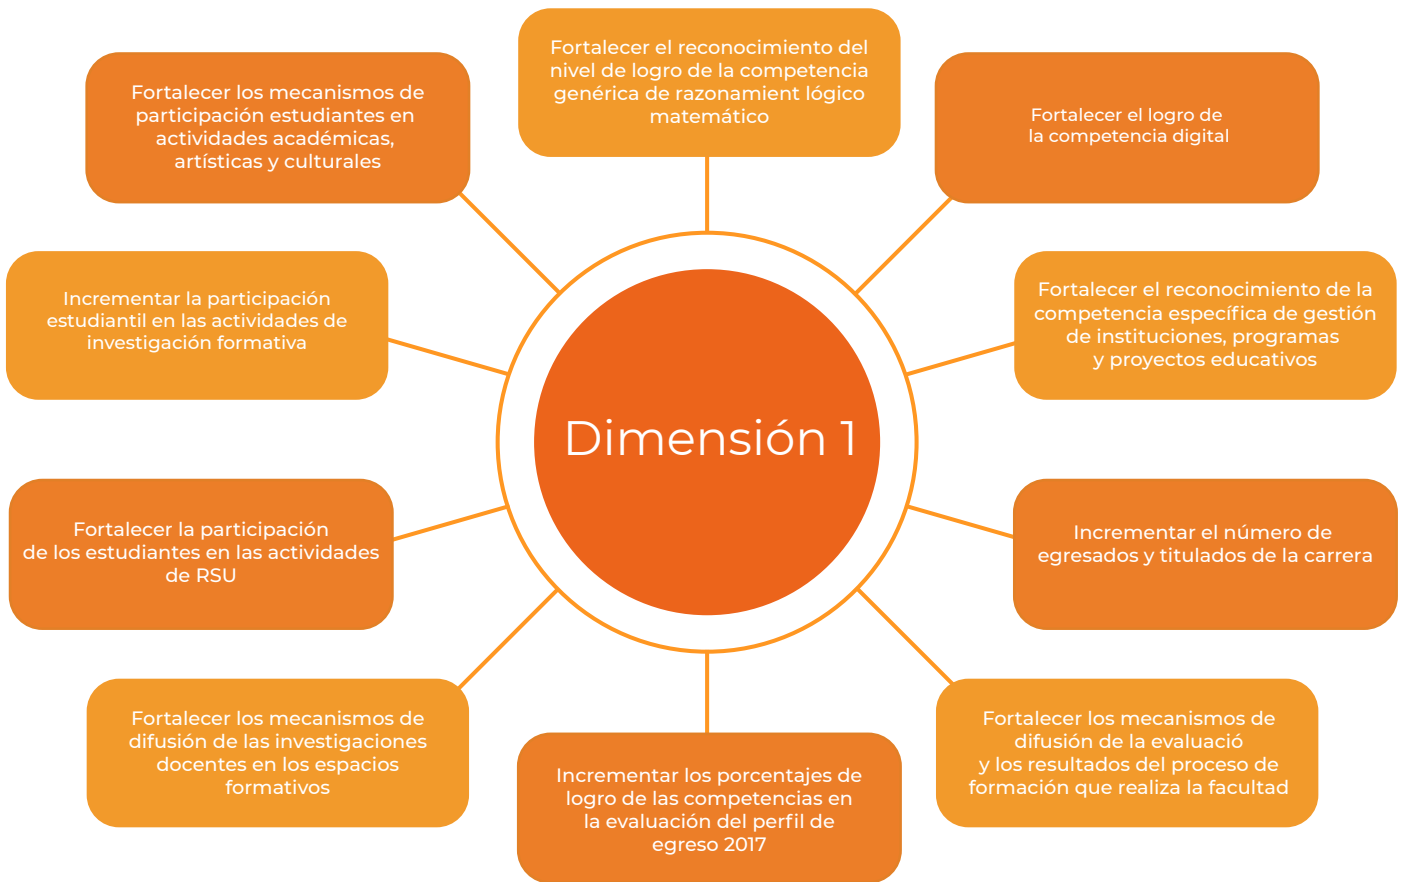 Fortalecer el reconocimiento del
nivel de logro de la competencia
genérica de razonamient lógico
matemático
Fortalecer los mecanismos de
participación estudiantes en
actividades académicas,
artísticas y culturales
Fortalecer el logro de
la competencia digital
Incrementar la participación
estudiantil en las actividades de
investigación formativa
Fortalecer el reconocimiento de la
competencia específica de gestión
de instituciones, programas
y proyectos educativos
Dimensión 1
Fortalecer la participación
de los estudiantes en las actividades
de RSU
Incrementar el número de
egresados y titulados de la carrera
Fortalecer los mecanismos de
difusión de las investigaciones
docentes en los espacios
formativos
Incrementar los porcentajes de
logro de las competencias en
la evaluación del perfil de
egreso 2017
Fortalecer los mecanismos de
difusión de la evaluació
y los resultados del proceso de
formación que realiza la facultad